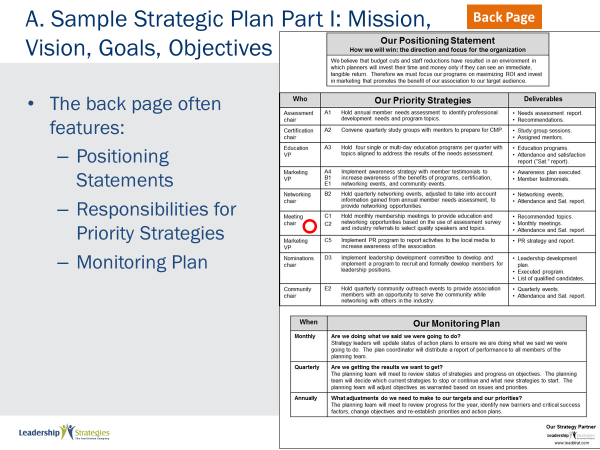 A. Sample Strategic Plan Part I: Mission,
Vision, Goals, Objectives
Back Page
• The back page often
features:
– Positioning
Statements
– Responsibilities for
Priority Strategies
– Monitoring Plan
Our Positioning Statement
How we will win: the direction and focus for the organization
We believe that budget cuts and staff reductions have resulted in an environment in
which planners will invest their time and money only if they can see an immediate,
tangible return. Therefore we must focus our programs on maximizing ROI and invest
in marketing that promotes the benefit of our association to our target audience.
Who Our Priority Strategies Deliverables
Assessment A1 Hold annual member needs assessment to identify professional • Needs assessment report.
chair development needs and program topics. • Recommendations.
Certification A2 Convene quarterly study groups with mentors to prepare for CMP. • Study group sessions.
chair • Assigned mentors.
Education A3 Hold four single or multi-day education programs per quarter with • Education programs.
VP topics aligned to address the results of the needs assessment. • Attendance and satisfaction
report ("Sat." report).
Marketing A4 Implement awareness strategy with member testimonials to • Awareness plan executed.
VP B1 increase awareness of the benefits of programs, certification, • Member testimonials.
E1 networking events, and community events.
Networking B2 Hold quarterly networking events, adjusted to take into account • Networking events.
chair information gained from annual member needs assessment, to • Attendance and Sat. report.
provide networking opportunities.
Meeting C1 Hold monthly membership meetings to provide education and • Recommended topics.
chair C2 networking opportunities based on the use of assessment survey • Monthly meetings.
and industry referrals to select quality speakers and topics. • Attendance and Sat. report.
Marketing C5 Implement PR program to report activities to the local media to • PR strategy and report.
VP increase awareness of the association.
Nominations D3 Implement leadership development committee to develop and • Leadership development
chair implement a program to recruit and formally develop members for plan.
leadership positions. • Executed program.
• List of qualified candidates.
Community E2 Hold quarterly community outreach events to provide association • Quarterly events.
chair members with an opportunity to serve the community while • Attendance and Sat. report.
networking with others in the industry.
When Our Monitoring Plan
Monthly Are we doing what we said we were going to do?
Strategy leaders will update status of action plans to ensure we are doing what we said we were
going to do. The plan coordinator will distribute a report of performance to all members of the
planning team.
Quarterly Are we getting the results we want to get?
The planning team will meet to review status of strategies and progress on objectives. The planning
team will decide which current strategies to stop or continue and what new strategies to start. The
planning team will adjust objectives as warranted based on issues and priorities.
Annually What adjustments do we need to make to our targets and our priorities?
The planning team will meet to review progress for the year, identify new barriers and critical success
factors, change objectives and re-establish priorities and action plans.
Our Strategy Partner
Leadership Strategies
www.leadstrat.com
Leadership Strategies
The Facilitation Company